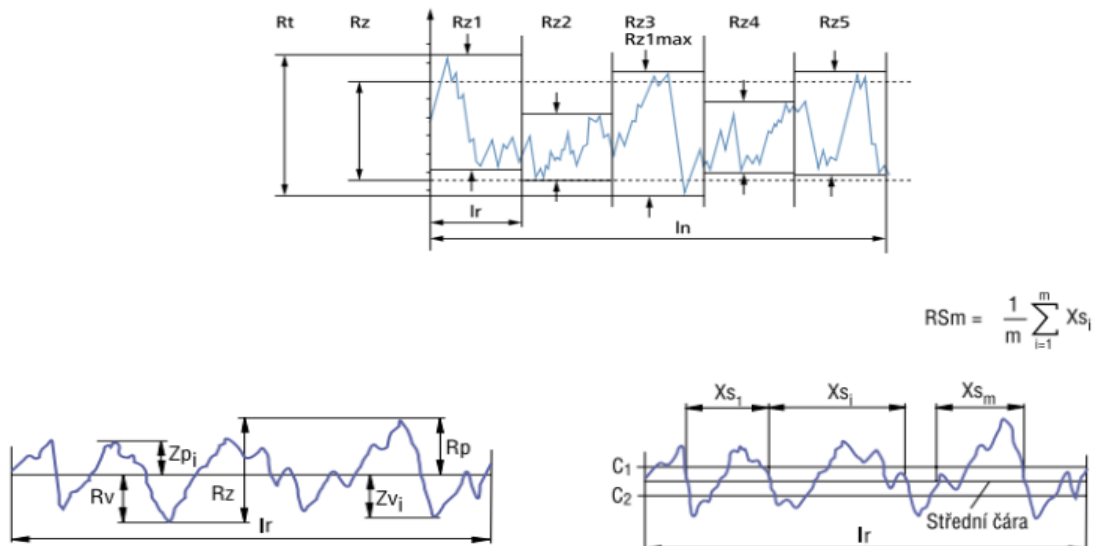 Rt Rz Rz1 Rz2 Rz3 Rz4 Rz5
Rz1max
lr
ln
RSm = 1/m ∑ i=1 m Xsi
Zpi
Rp
Rv
Rz
Zvi
lr
Xs1 Xsi Xsm
C1
C2
Střední čára
lr